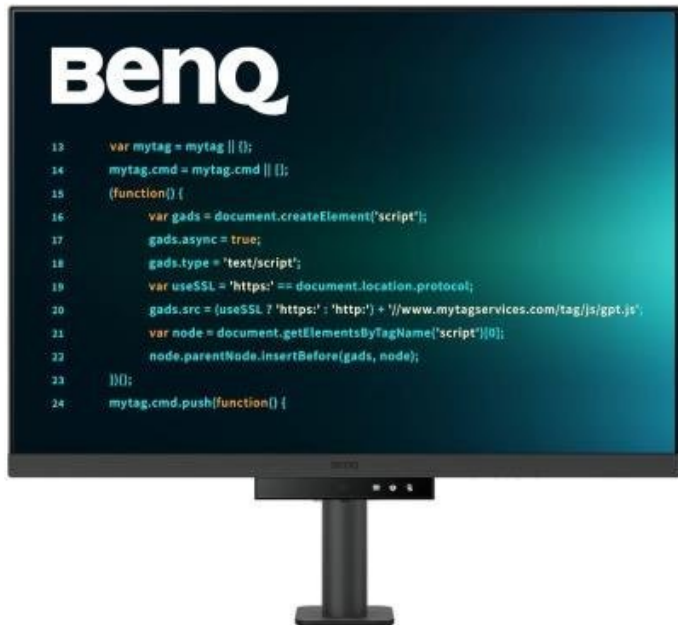 BenQ
13 var mytag = mytag || {};
14 mytag.cmd = mytag.cmd || [];
15 (function() {
16 var gads = document.createElement('script');
17 gads.async = true;
18 gads.type = 'text/script';
19 var useSSL = 'https:' == document.location.protocol;
20 gads.src = (useSSL ? 'https:' : 'http:') + '//www.mytagservices.com/tag/js/gpt.js';
21 var node = document.getElementsByTagName('script')[0];
22 node.parentNode.insertBefore(gads, node);
23 })();
24 mytag.cmd.push(function() {
BenQ